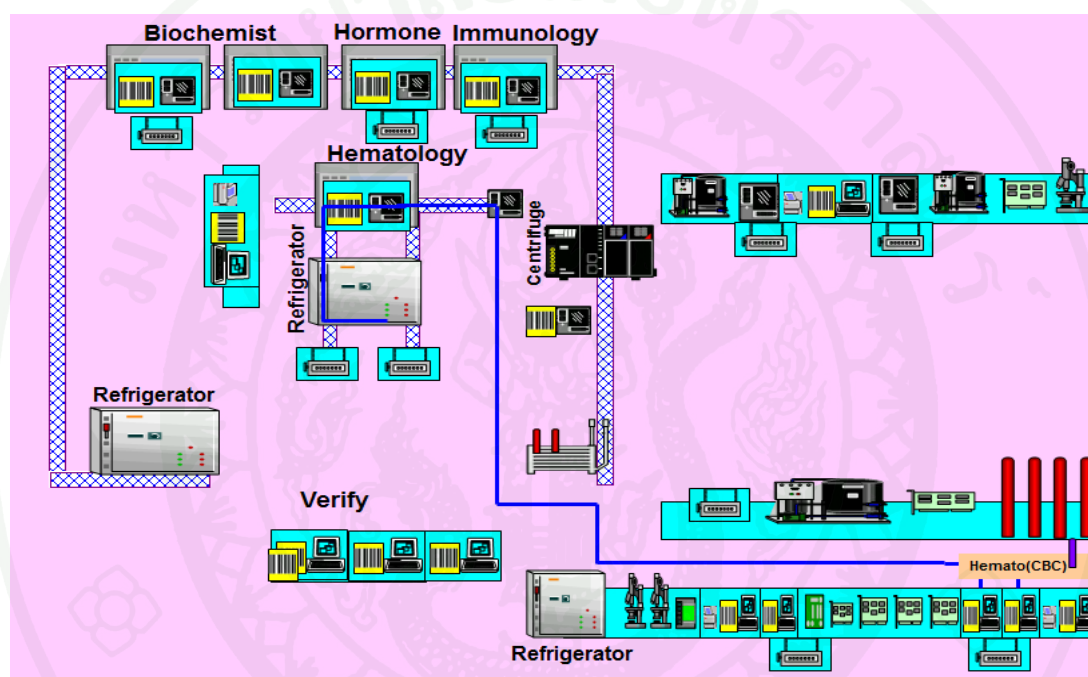 Biochemist
Hormone
Immunology
Hematology
Centrifuge
Refrigerator
Refrigerator
Verify
Hemato(CBC)
Refrigerator